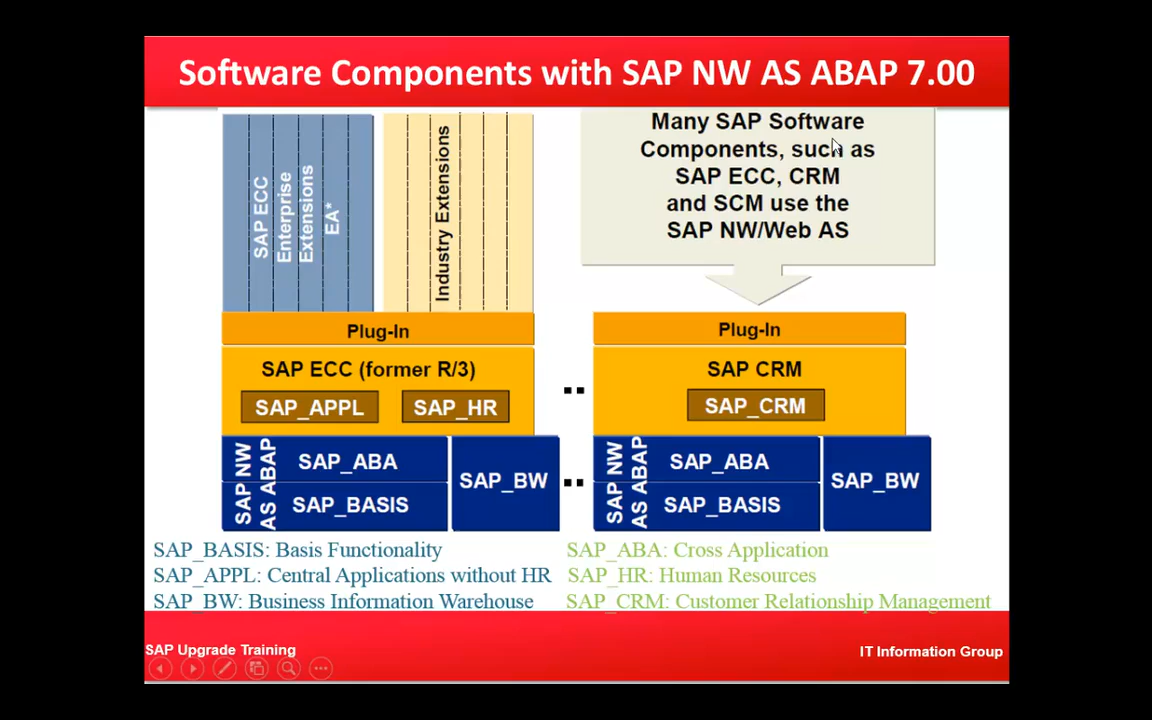 Software Components with SAP NW AS ABAP 7.00
SAP ECC
Enterprise
Extensions
EA*
Industry Extensions
Many SAP Software
Components, such as
SAP ECC, CRM
and SCM use the
SAP NW/Web AS
Plug-In
SAP ECC (former R/3)
SAP_APPL
SAP_HR
SAP NW
AS ABAP
SAP_ABA
SAP_BASIS
SAP_BW
..
..
Plug-In
SAP CRM
SAP_CRM
SAP NW
AS ABAP
SAP_ABA
SAP_BASIS
SAP_BW
SAP_BASIS: Basis Functionality
SAP_APPL: Central Applications without HR
SAP_BW: Business Information Warehouse
SAP_ABA: Cross Application
SAP_HR: Human Resources
SAP_CRM: Customer Relationship Management
SAP Upgrade Training
IT Information Group